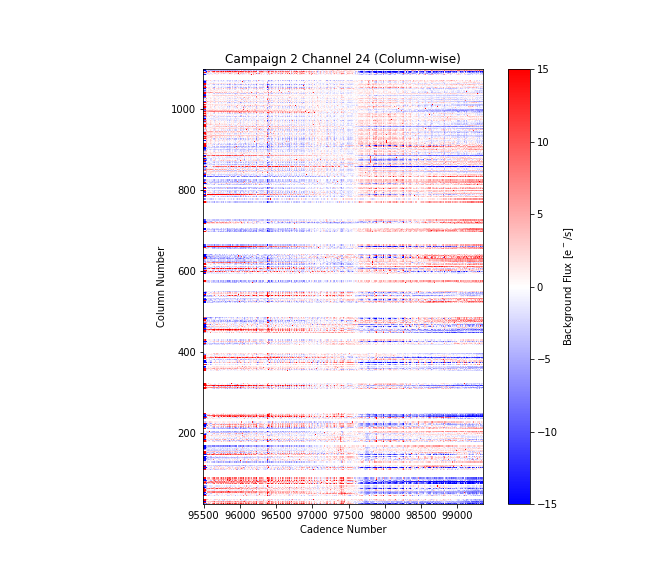 Campaign 2 Channel 24 (Column-wise)
1000
800
600
400
200
Column Number
95500 96000 96500 97000 97500 98000 98500 99000
Cadence Number
15
10
5
0
−5
−10
−15
Background Flux [e⁻/s]